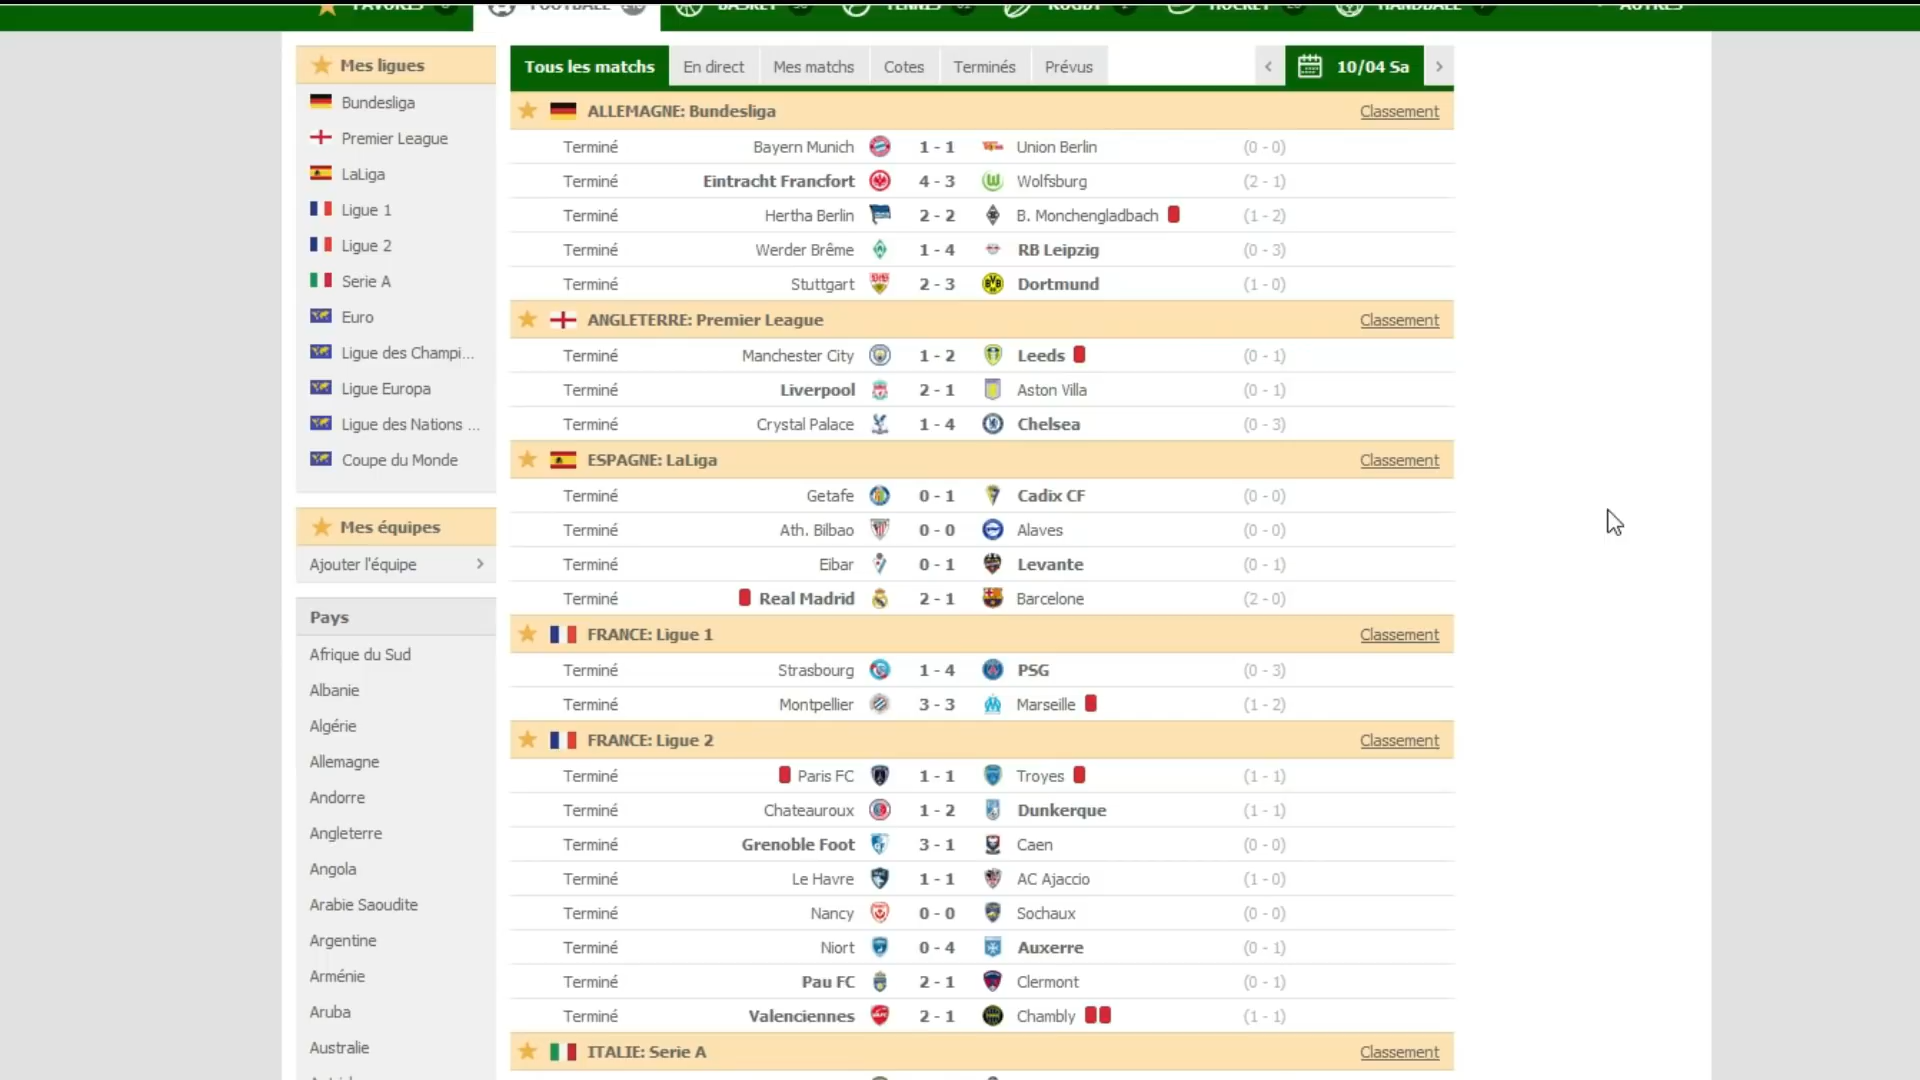 FAVORIS FOOTBALL BASKET TENNIS RUGBY HOCKEY HANDBALL AUTRES
Mes ligues
Bundesliga
Premier League
LaLiga
Ligue 1
Ligue 2
Serie A
Euro
Ligue des Champi...
Ligue Europa
Ligue des Nations ...
Coupe du Monde
Mes équipes
Ajouter l'équipe
Pays
Afrique du Sud
Albanie
Algérie
Allemagne
Andorre
Angleterre
Angola
Arabie Saoudite
Argentine
Arménie
Aruba
Australie
Tous les matchs En direct Mes matchs Cotes Terminés Prévus 10/04 Sa
ALLEMAGNE: Bundesliga Classement
Terminé Bayern Munich 1 - 1 Union Berlin (0 - 0)
Terminé Eintracht Francfort 4 - 3 Wolfsburg (2 - 1)
Terminé Hertha Berlin 2 - 2 B. Monchengladbach (1 - 2)
Terminé Werder Brême 1 - 4 RB Leipzig (0 - 3)
Terminé Stuttgart 2 - 3 Dortmund (1 - 0)
ANGLETERRE: Premier League Classement
Terminé Manchester City 1 - 2 Leeds (0 - 1)
Terminé Liverpool 2 - 1 Aston Villa (0 - 1)
Terminé Crystal Palace 1 - 4 Chelsea (0 - 3)
ESPAGNE: LaLiga Classement
Terminé Getafe 0 - 1 Cadix CF (0 - 0)
Terminé Ath. Bilbao 0 - 0 Alaves (0 - 0)
Terminé Eibar 0 - 1 Levante (0 - 1)
Terminé Real Madrid 2 - 1 Barcelone (2 - 0)
FRANCE: Ligue 1 Classement
Terminé Strasbourg 1 - 4 PSG (0 - 3)
Terminé Montpellier 3 - 3 Marseille (1 - 2)
FRANCE: Ligue 2 Classement
Terminé Paris FC 1 - 1 Troyes (1 - 1)
Terminé Chateauroux 1 - 2 Dunkerque (1 - 1)
Terminé Grenoble Foot 3 - 1 Caen (0 - 0)
Terminé Le Havre 1 - 1 AC Ajaccio (1 - 0)
Terminé Nancy 0 - 0 Sochaux (0 - 0)
Terminé Niort 0 - 4 Auxerre (0 - 1)
Terminé Pau FC 2 - 1 Clermont (0 - 1)
Terminé Valenciennes 2 - 1 Chambly (1 - 1)
ITALIE: Serie A Classement